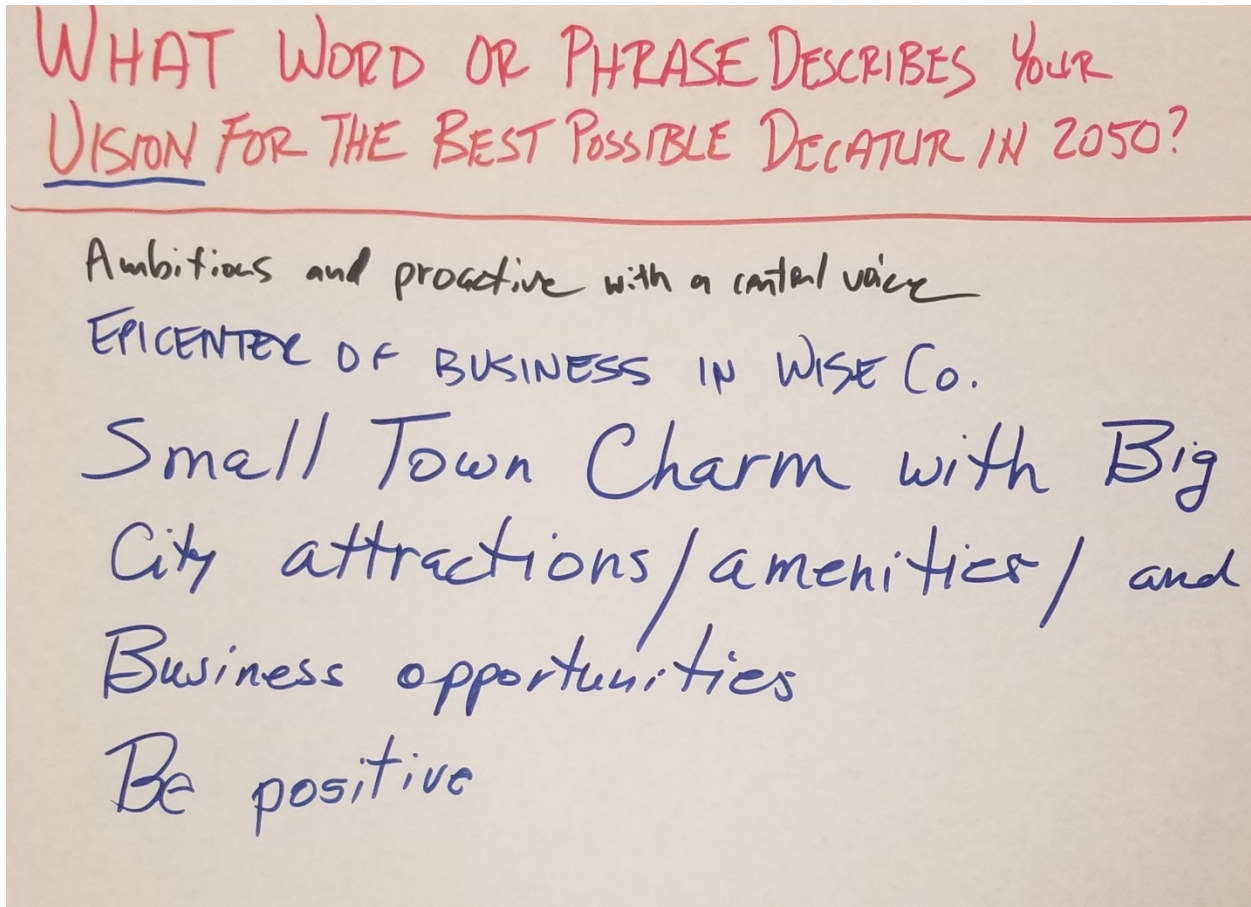 WHAT WORD OR PHRASE DESCRIBES YOUR
VISION FOR THE BEST POSSIBLE DECATUR IN 2050?
Ambitious and proactive with a central voice
EPICENTER OF BUSINESS IN WISE CO.
Small Town Charm with Big
City attractions/amenities/ and
Business opportunities
Be positive